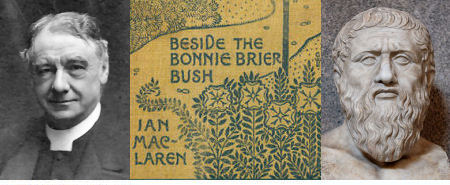 BESIDE THE
BONNIE BRIER
BUSH
IAN
MAC-
LAREN